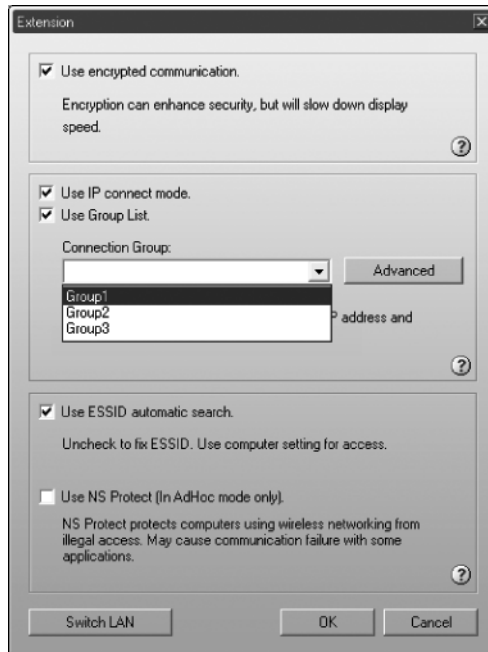 Extension
Use encrypted communication.
Encryption can enhance security, but will slow down display
speed.
?
Use IP connect mode.
Use Group List.
Connection Group:
Advanced
Group1
Group2
address and
Group3
?
Use ESSID automatic search.
Uncheck to fix ESSID. Use computer setting for access.
Use NS Protect (In AdHoc mode only).
NS Protect protects computers using wireless networking from
illegal access. May cause communication failure with some
applications.
?
Switch LAN
OK
Cancel